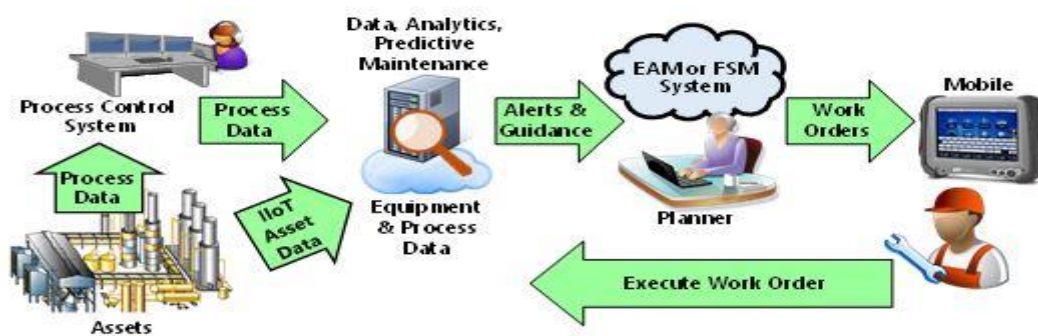 Data, Analytics,
Predictive
Maintenance
EAM or FSM
System
Mobile
Process Control
System
Process
Data
Alerts &
Guidance
Work
Orders
Process
Data
IIoT
Asset
Data
Equipment
& Process
Data
Planner
Execute Work Order
Assets